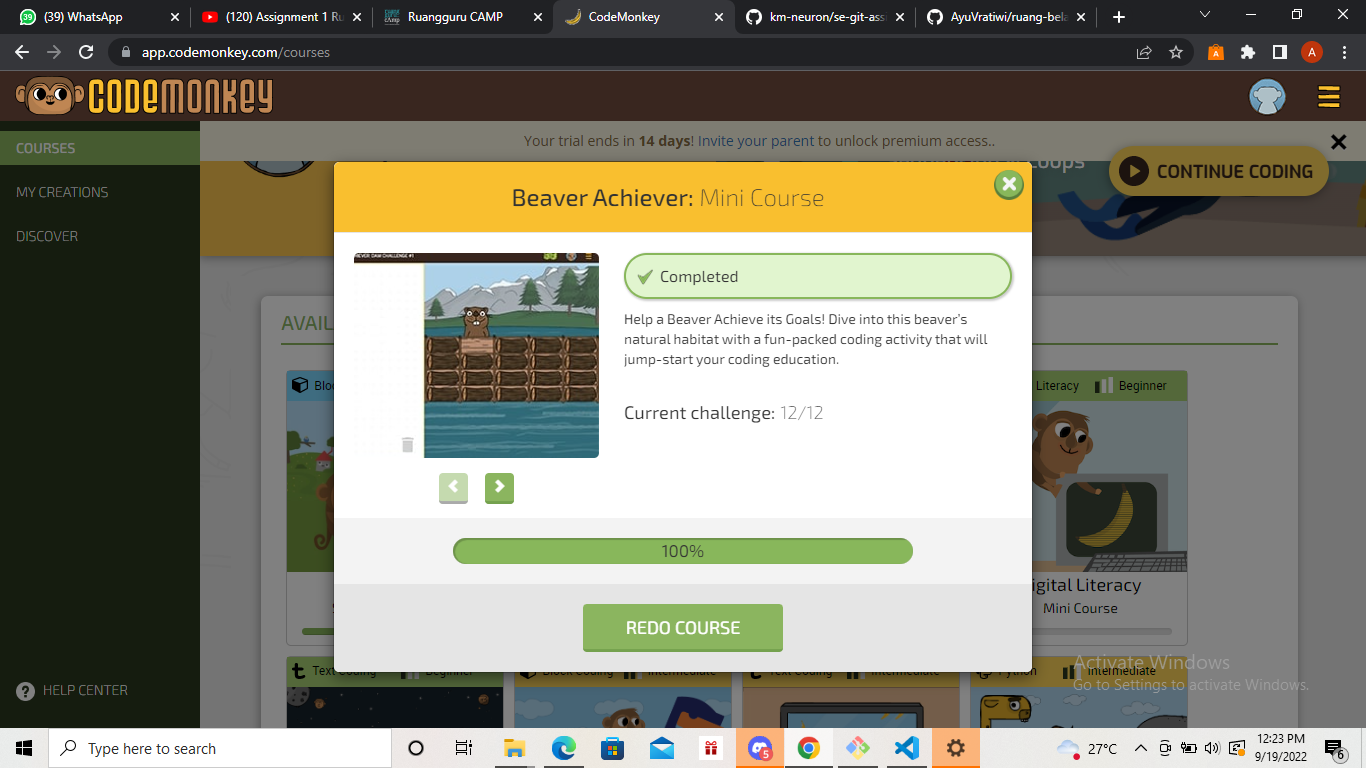 (39) WhatsApp
(120) Assignment 1 Ru
Ruangguru CAMP
CodeMonkey
km-neuron/se-git-assi
AyuVratiwi/ruang-bela
app.codemonkey.com/courses
A
CODEMONKEY
Your trial ends in 14 days! Invite your parent to unlock premium access..
COURSES
MY CREATIONS
DISCOVER
HELP CENTER
CONTINUE CODING
Beaver Achiever: Mini Course
Completed
Help a Beaver Achieve its Goals! Dive into this beaver's
natural habitat with a fun-packed coding activity that will
jump-start your coding education.
Current challenge: 12/12
100%
REDO COURSE
AVAIL
Literacy Beginner
igital Literacy
Mini Course
Text Coding Beginner
Block Coding Intermediate
Text Coding Intermediate
Python Intermediate
Activate Windows
Go to Settings to activate Windows.
Type here to search
5
27°C
12:23 PM
9/19/2022
6